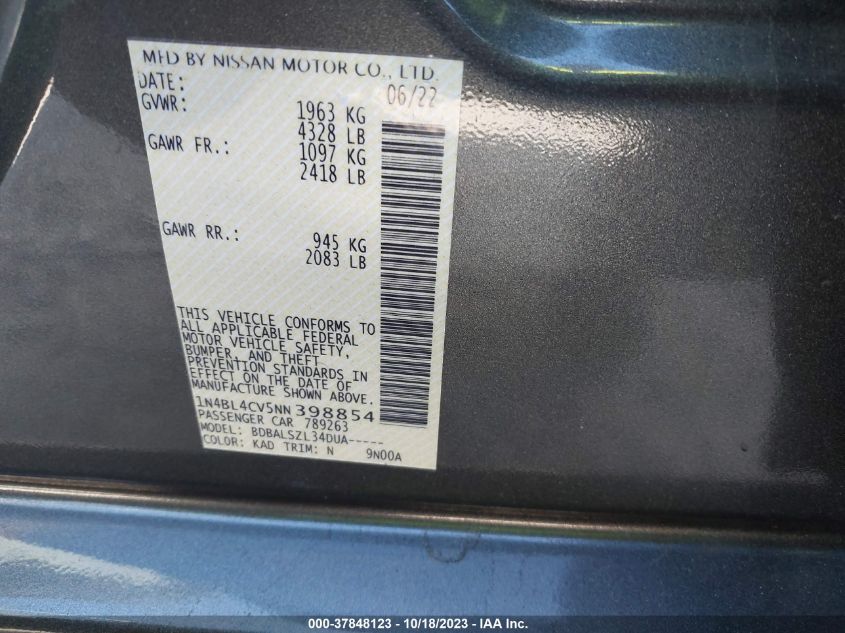 MFD BY NISSAN MOTOR CO., LTD.
DATE: 06/22
GVWR: 1963 KG
4328 LB
GAWR FR.: 1097 KG
2418 LB
GAWR RR.: 945 KG
2083 LB
THIS VEHICLE CONFORMS TO
ALL APPLICABLE FEDERAL
MOTOR VEHICLE SAFETY,
BUMPER, AND THEFT
PREVENTION STANDARDS IN
EFFECT ON THE DATE OF
MANUFACTURE SHOWN ABOVE.
1N4BL4CV5NN398854
PASSENGER CAR 789263
MODEL: BDBALSZL34DUA-----
COLOR: KAD TRIM: N 9N00A
000-37848123 - 10/18/2023 - IAA Inc. Copyright